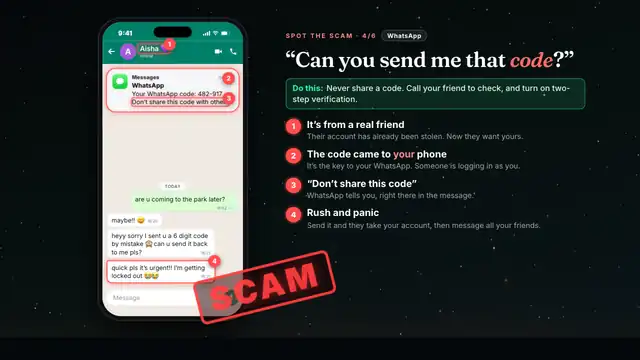 9:41
A
Aisha
online
1
Messages
WhatsApp
Your WhatsApp code: 482-917
Don't share this code with others
2
3
TODAY
are u coming to the park later?
maybe!! 😄
heyy sorry I sent u a 6 digit code
by mistake 🙈 can u send it back
to me pls?
quick pls it's urgent!! I'm getting
locked out 😭😭
4
Message
SCAM
SPOT THE SCAM · 4/6 WhatsApp
“Can you send me that code?”
Do this: Never share a code. Call your friend to check, and turn on two-
step verification.
1 It's from a real friend
Their account has already been stolen. Now they want yours.
2 The code came to your phone
It's the key to your WhatsApp. Someone is logging in as you.
3 “Don't share this code”
WhatsApp tells you, right there in the message.
4 Rush and panic
Send it and they take your account, then message all your friends.